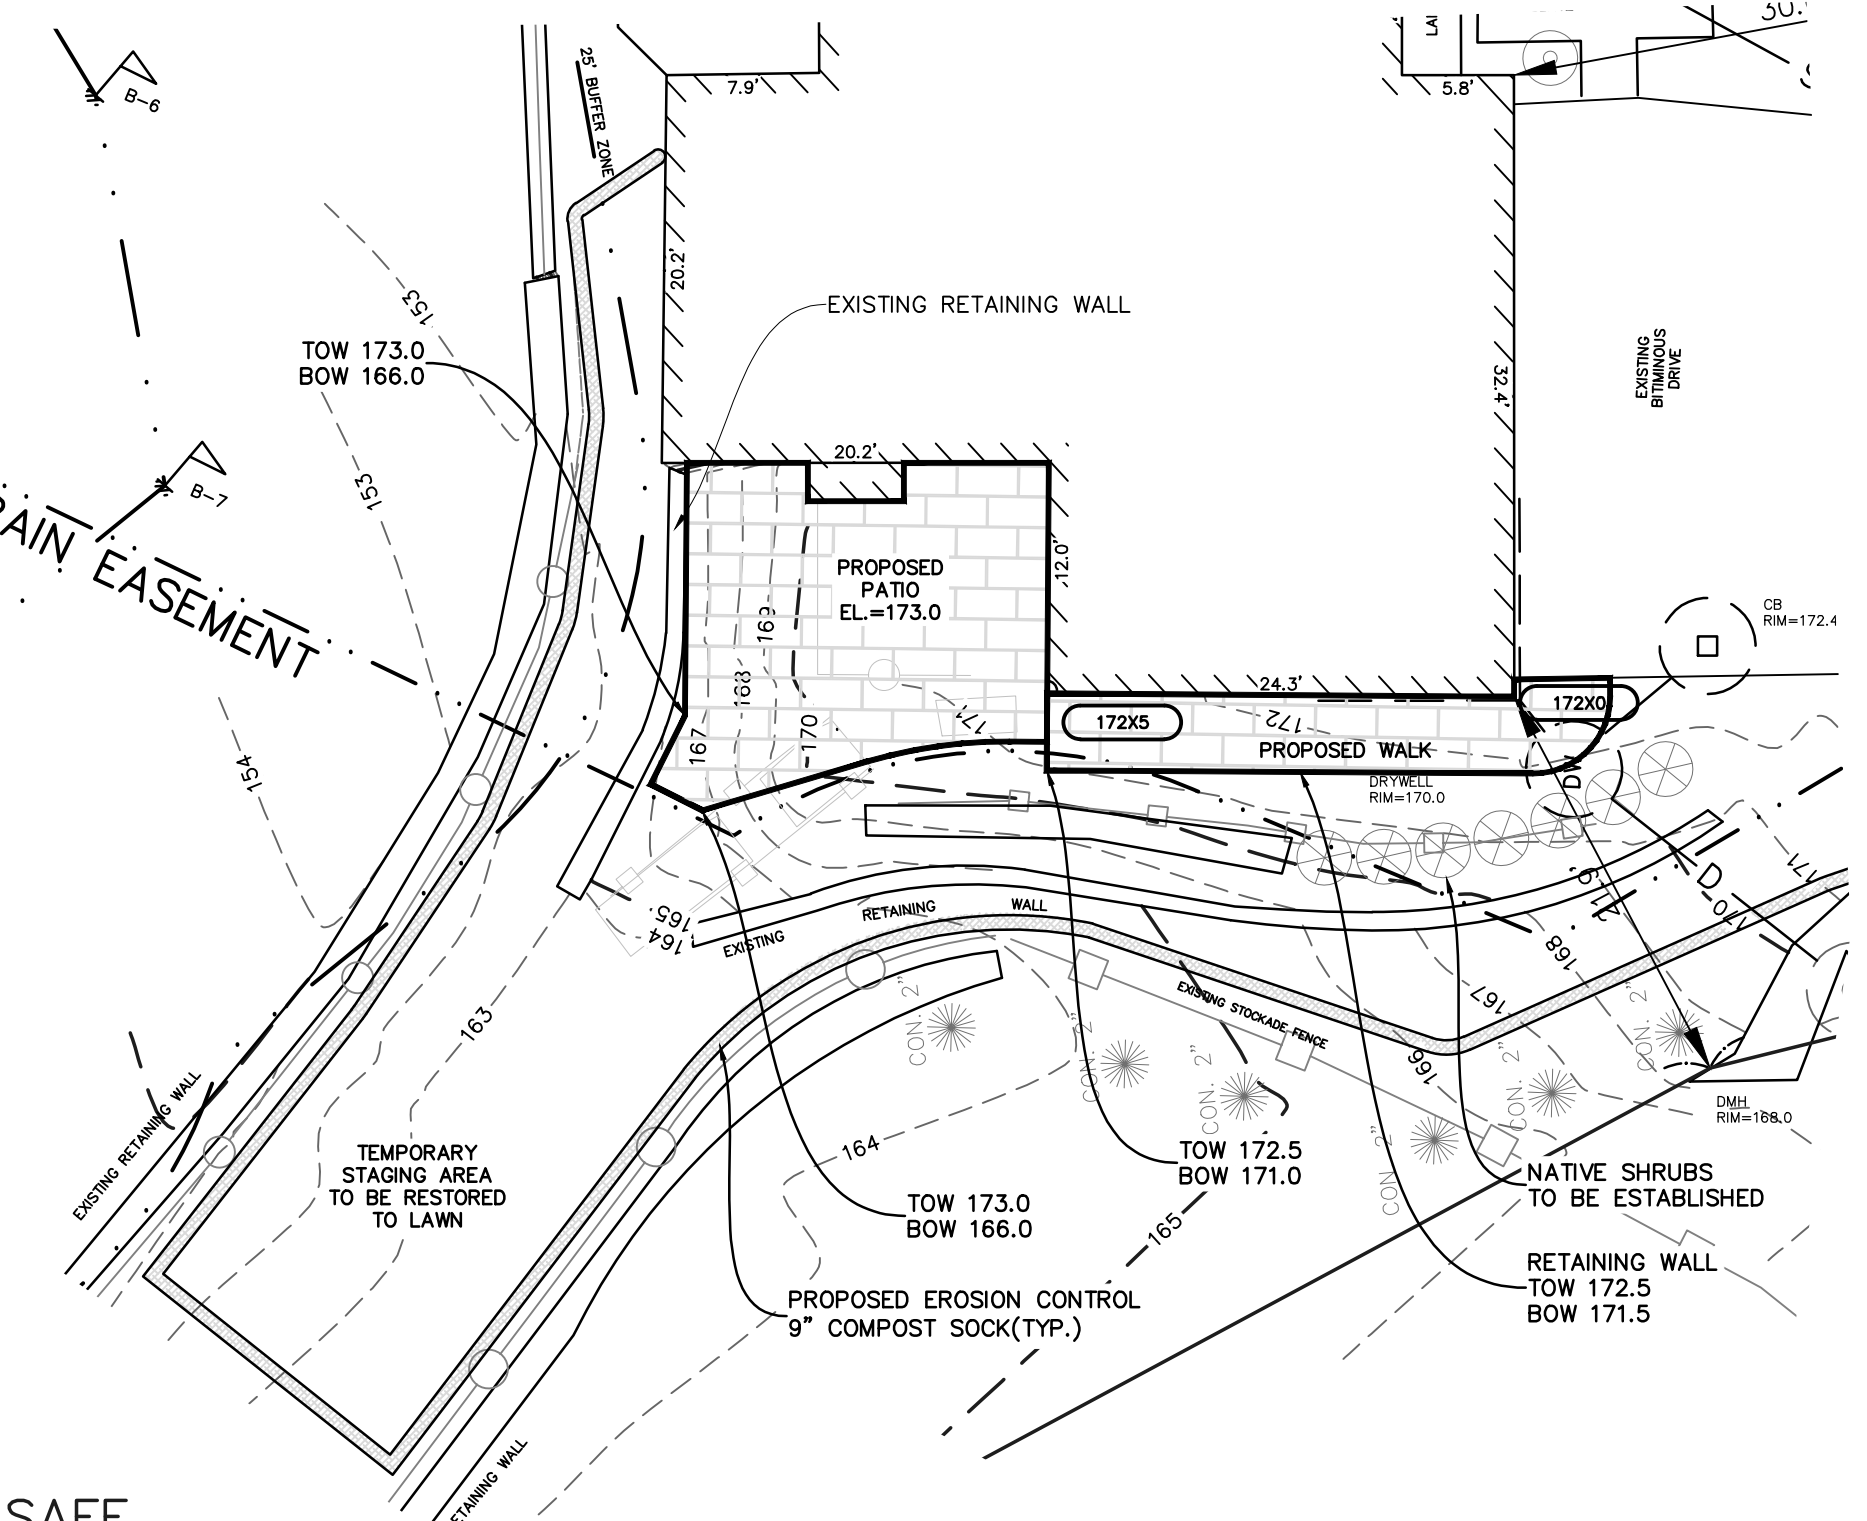 B-6
25' BUFFER ZONE
7.9'
5.8'
20.2'
EXISTING RETAINING WALL
153
TOW 173.0
BOW 166.0
EXISTING
BITIMINOUS
DRIVE
32.4'
20.2'
153
B-7
EASEMENT
12.0'
PROPOSED
PATIO
EL.=173.0
169
168
167
170
171
CB
RIM=172.4
24.3'
172X5
172
172X0
PROPOSED WALK
DRYWELL
RIM=170.0
DW
154
D
171
170
165
164
EXISTING
RETAINING
WALL
168
167
166
163
CON. 2"
CON. 2"
CON. 2"
CON. 2"
CON. 2"
CON. 2"
EXISTING STOCKADE FENCE
DMH
RIM=168.0
EXISTING RETAINING WALL
TEMPORARY
STAGING AREA
TO BE RESTORED
TO LAWN
164
TOW 172.5
BOW 171.0
NATIVE SHRUBS
TO BE ESTABLISHED
TOW 173.0
BOW 166.0
165
RETAINING WALL
TOW 172.5
BOW 171.5
PROPOSED EROSION CONTROL
9" COMPOST SOCK(TYP.)
ETAINING WALL
SAFE